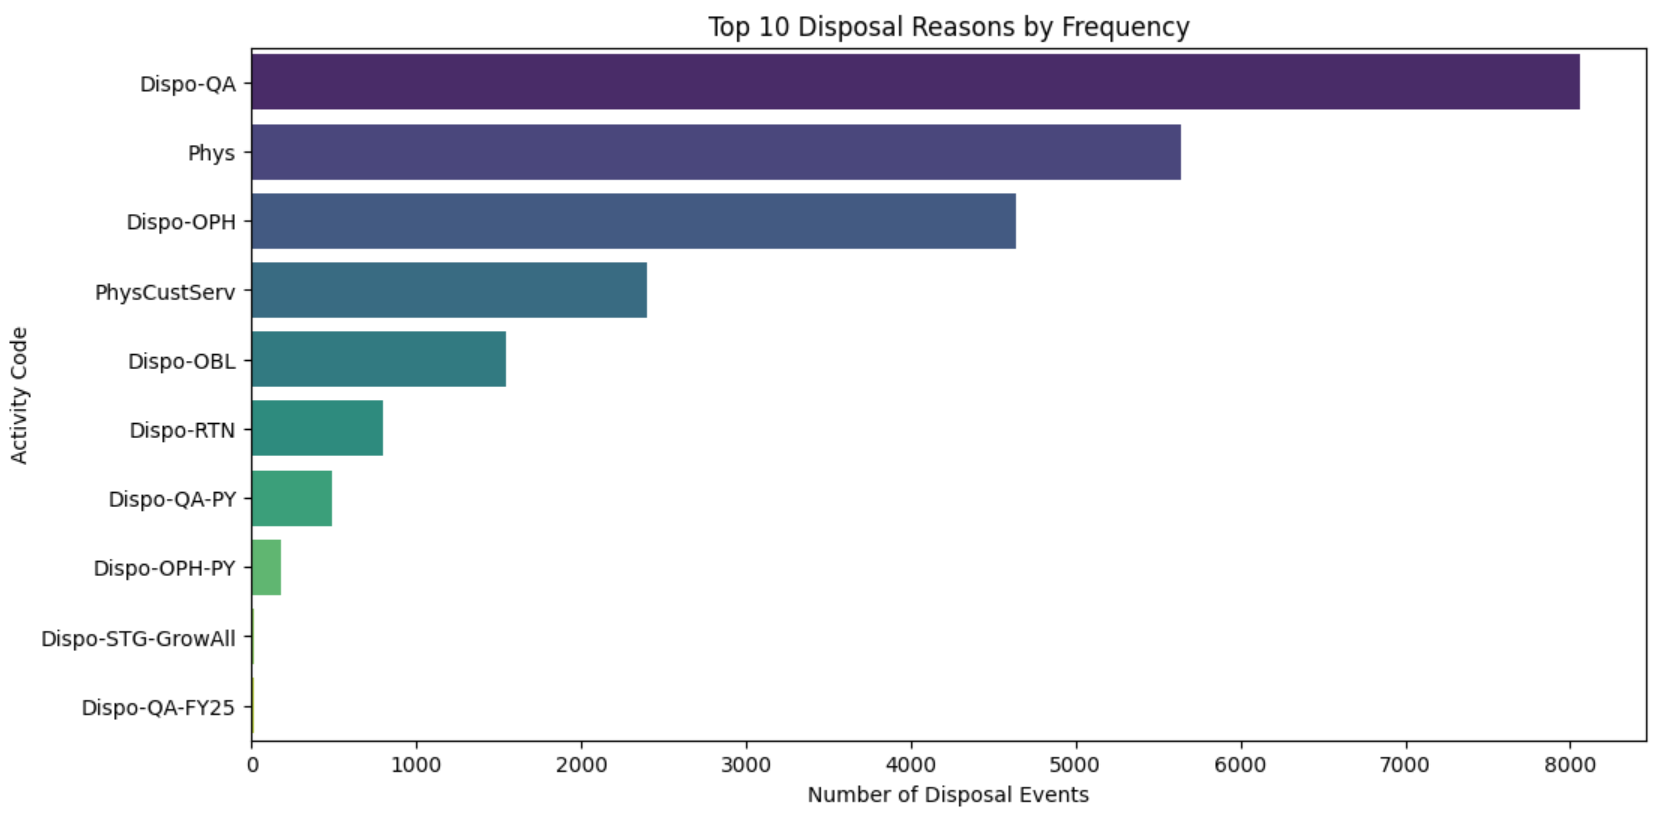 Top 10 Disposal Reasons by Frequency
Dispo-QA
Phys
Dispo-OPH
PhysCustServ
Dispo-OBL
Dispo-RTN
Dispo-QA-PY
Dispo-OPH-PY
Dispo-STG-GrowAll
Dispo-QA-FY25
Activity Code
0 1000 2000 3000 4000 5000 6000 7000 8000
Number of Disposal Events